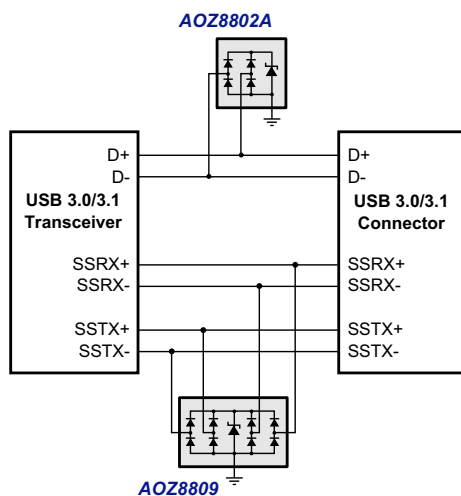 AOZ8802A
D+
D-
USB 3.0/3.1
Transceiver
SSRX+
SSRX-
SSTX+
SSTX-
D+
D-
USB 3.0/3.1
Connector
SSRX+
SSRX-
SSTX+
SSTX-
AOZ8809